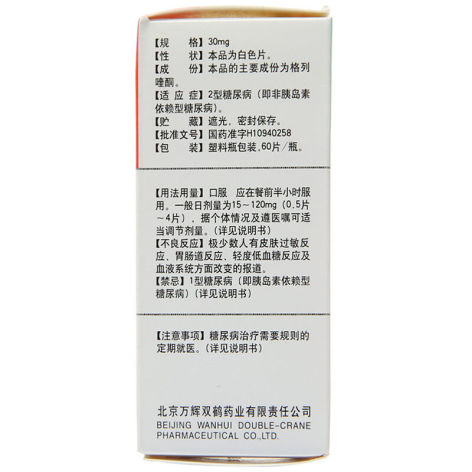 【规　　格】30mg
【性　　状】本品为白色片。
【成　　份】本品的主要成份为格列
喹酮。
【适 应 症】2型糖尿病（即非胰岛素
依赖型糖尿病）。
【贮　　藏】遮光，密封保存。
【批准文号】国药准字H10940258
【包　　装】塑料瓶包装，60片/瓶。
【用法用量】口服　应在餐前半小时服
用。一般日剂量为15～120mg（0.5片
～4片），据个体情况及遵医嘱可适
当调节剂量。（详见说明书）
【不良反应】极少数人有皮肤过敏反
应、胃肠道反应、轻度低血糖反应及
血液系统方面改变的报道。
【禁忌】1型糖尿病（即胰岛素依赖型
糖尿病）（详见说明书）
【注意事项】糖尿病治疗需要规则的
定期就医。（详见说明书）
北京万辉双鹤药业有限责任公司
BEIJING WANHUI DOUBLE-CRANE
PHARMACEUTICAL CO.,LTD.